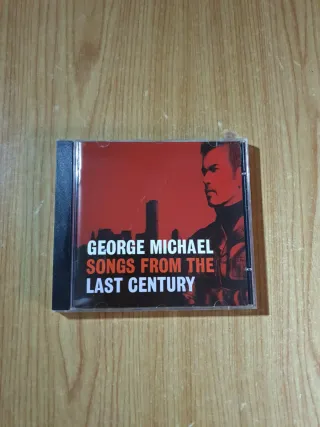 GEORGE MICHAEL
SONGS FROM THE
LAST CENTURY